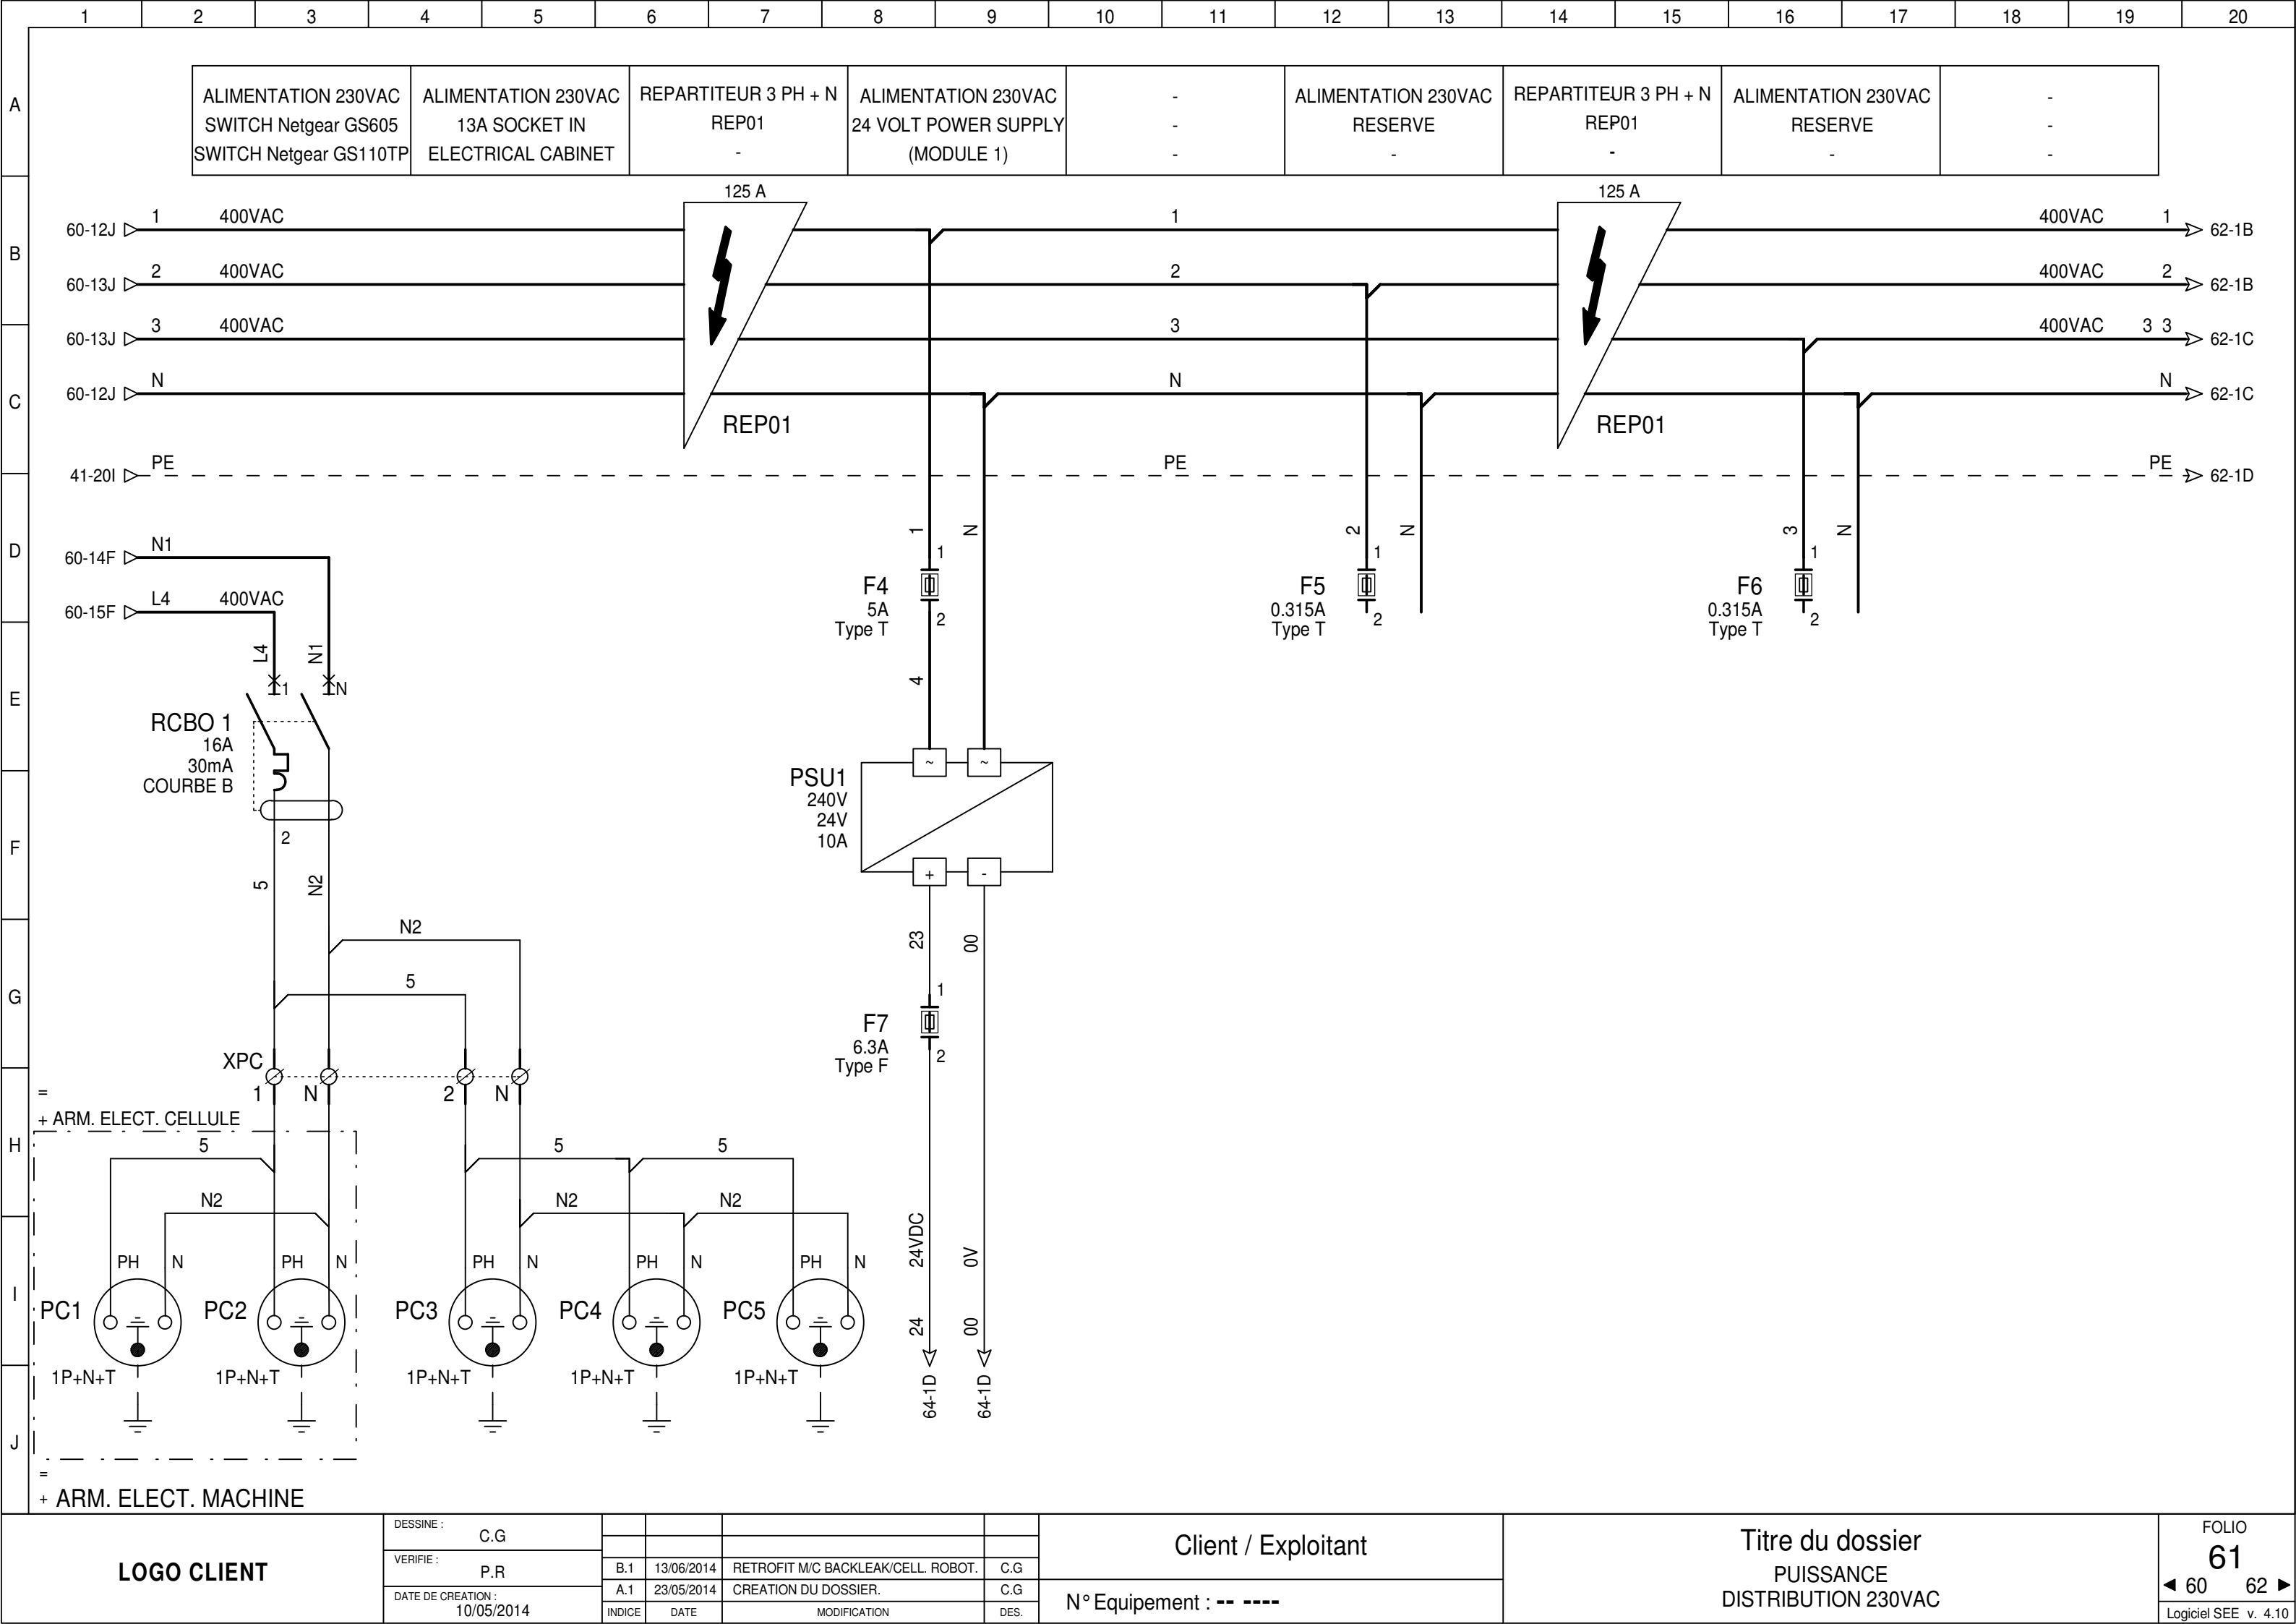 1 2 3 4 5 6 7 8 9 10 11 12 13 14 15 16 17 18 19 20
A
B
C
D
E
F
G
H
I
J
ALIMENTATION 230VAC
SWITCH Netgear GS605
SWITCH Netgear GS110TP
ALIMENTATION 230VAC
13A SOCKET IN
ELECTRICAL CABINET
REPARTITEUR 3 PH + N
REP01
-
ALIMENTATION 230VAC
24 VOLT POWER SUPPLY
(MODULE 1)
-
-
-
ALIMENTATION 230VAC
RESERVE
-
REPARTITEUR 3 PH + N
REP01
-
ALIMENTATION 230VAC
RESERVE
-
-
-
-
125 A 125 A
60-12J 1 400VAC 1 400VAC 1 62-1B
60-13J 2 400VAC 2 400VAC 2 62-1B
60-13J 3 400VAC 3 400VAC 3 3 62-1C
60-12J N N N 62-1C
REP01 REP01
41-20I PE PE PE 62-1D
60-14F N1
60-15F L4 400VAC
L4 N1
1 N
RCBO 1
16A
30mA
COURBE B
2
5 N2
N2
5
XPC
1 N 2 N
1 N
1
F4
5A
Type T
2
4
2 N
1
F5
0.315A
Type T
2
3 N
1
F6
0.315A
Type T
2
~ ~
PSU1
240V
24V
10A
+ -
23 00
1
F7
6.3A
Type F
2
24VDC 0V
24 00
64-1D 64-1D
=
+ ARM. ELECT. CELLULE
5 5 5
N2 N2 N2
PH N PH N PH N PH N PH N
PC1 PC2 PC3 PC4 PC5
1P+N+T 1P+N+T 1P+N+T 1P+N+T 1P+N+T
=
+ ARM. ELECT. MACHINE
LOGO CLIENT
DESSINE :
C.G
VERIFIE :
P.R
DATE DE CREATION :
10/05/2014
B.1 13/06/2014 RETROFIT M/C BACKLEAK/CELL. ROBOT. C.G
A.1 23/05/2014 CREATION DU DOSSIER. C.G
INDICE DATE MODIFICATION DES.
Client / Exploitant
N° Equipement : -- ----
Titre du dossier
PUISSANCE
DISTRIBUTION 230VAC
FOLIO
61
◄ 60 62 ►
Logiciel SEE v. 4.10